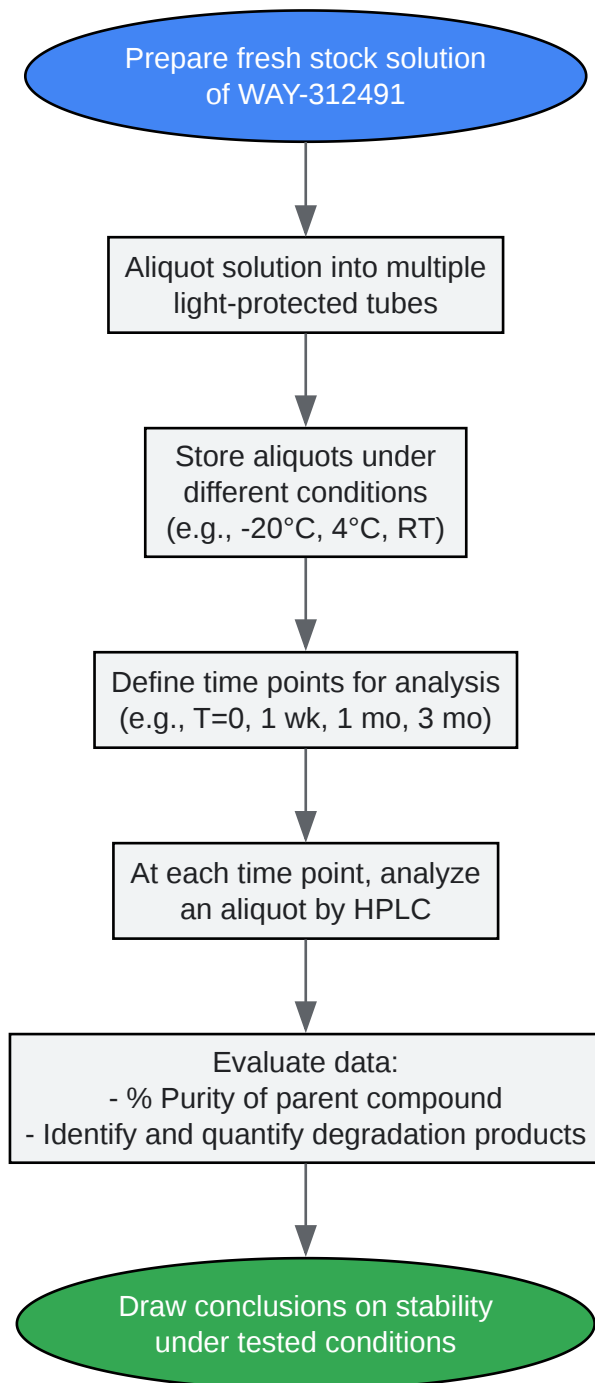 Prepare fresh stock solution
of WAY-312491
Aliquot solution into multiple
light-protected tubes
Store aliquots under
different conditions
(e.g., -20°C, 4°C, RT)
Define time points for analysis
(e.g., T=0, 1 wk, 1 mo, 3 mo)
At each time point, analyze
an aliquot by HPLC
Evaluate data:
- % Purity of parent compound
- Identify and quantify degradation products
Draw conclusions on stability
under tested conditions